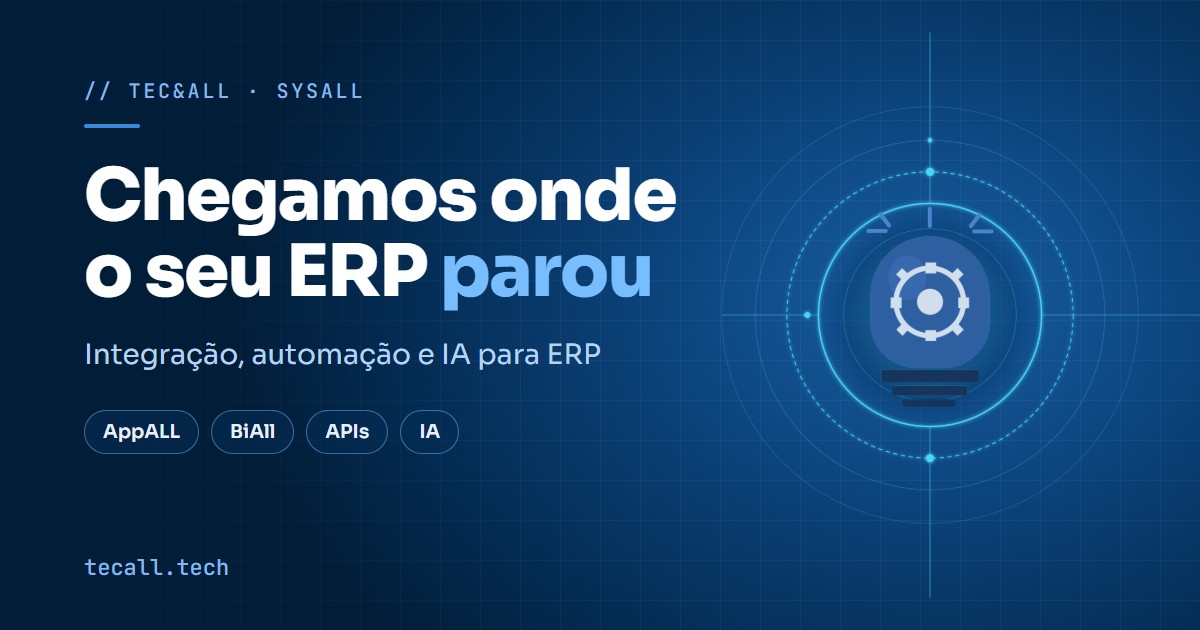 // TEC&ALL · SYSALL
Chegamos onde
o seu ERP parou
Integração, automação e IA para ERP
AppALL BiAll APIs IA
tecall.tech